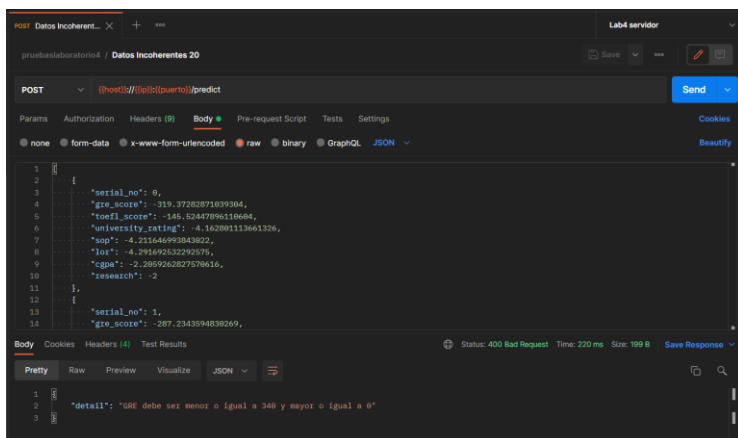 POST Datos Incoherent... Lab4 servidor
pruebaslaboratorio4 / Datos Incoherentes 20 Save
POST {{host}}://{{ip}}:{{puerto}}/predict Send
Params Authorization Headers (9) Body Pre-request Script Tests Settings Cookies
none form-data x-www-form-urlencoded raw binary GraphQL JSON Beautify
1 [
2 {
3 "serial_no": 0,
4 "gre_score": -319.37282871039304,
5 "toefl_score": -145.52447896110604,
6 "university_rating": -4.162801113661326,
7 "sop": -4.211646993843022,
8 "lor": -4.291692532292575,
9 "cgpa": -2.2059262827570616,
10 "research": -2
11 },
12 {
13 "serial_no": 1,
14 "gre_score": -287.2343594830269,
Body Cookies Headers (4) Test Results Status: 400 Bad Request Time: 220 ms Size: 199 B Save Response
Pretty Raw Preview Visualize JSON
1 {
2 "detail": "GRE debe ser menor o igual a 340 y mayor o igual a 0"
3 }